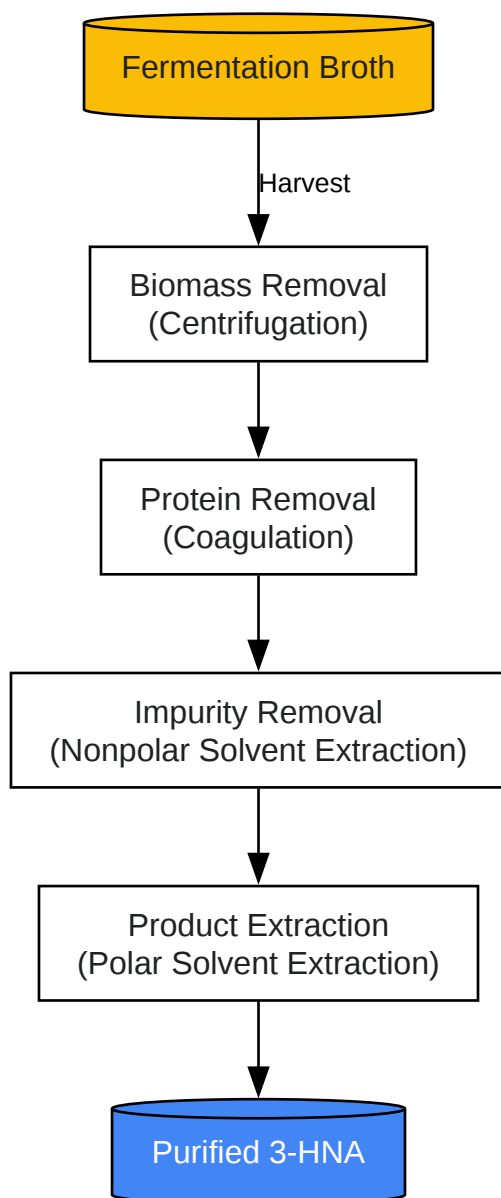 Fermentation Broth
Harvest
Biomass Removal
(Centrifugation)
Protein Removal
(Coagulation)
Impurity Removal
(Nonpolar Solvent Extraction)
Product Extraction
(Polar Solvent Extraction)
Purified 3-HNA